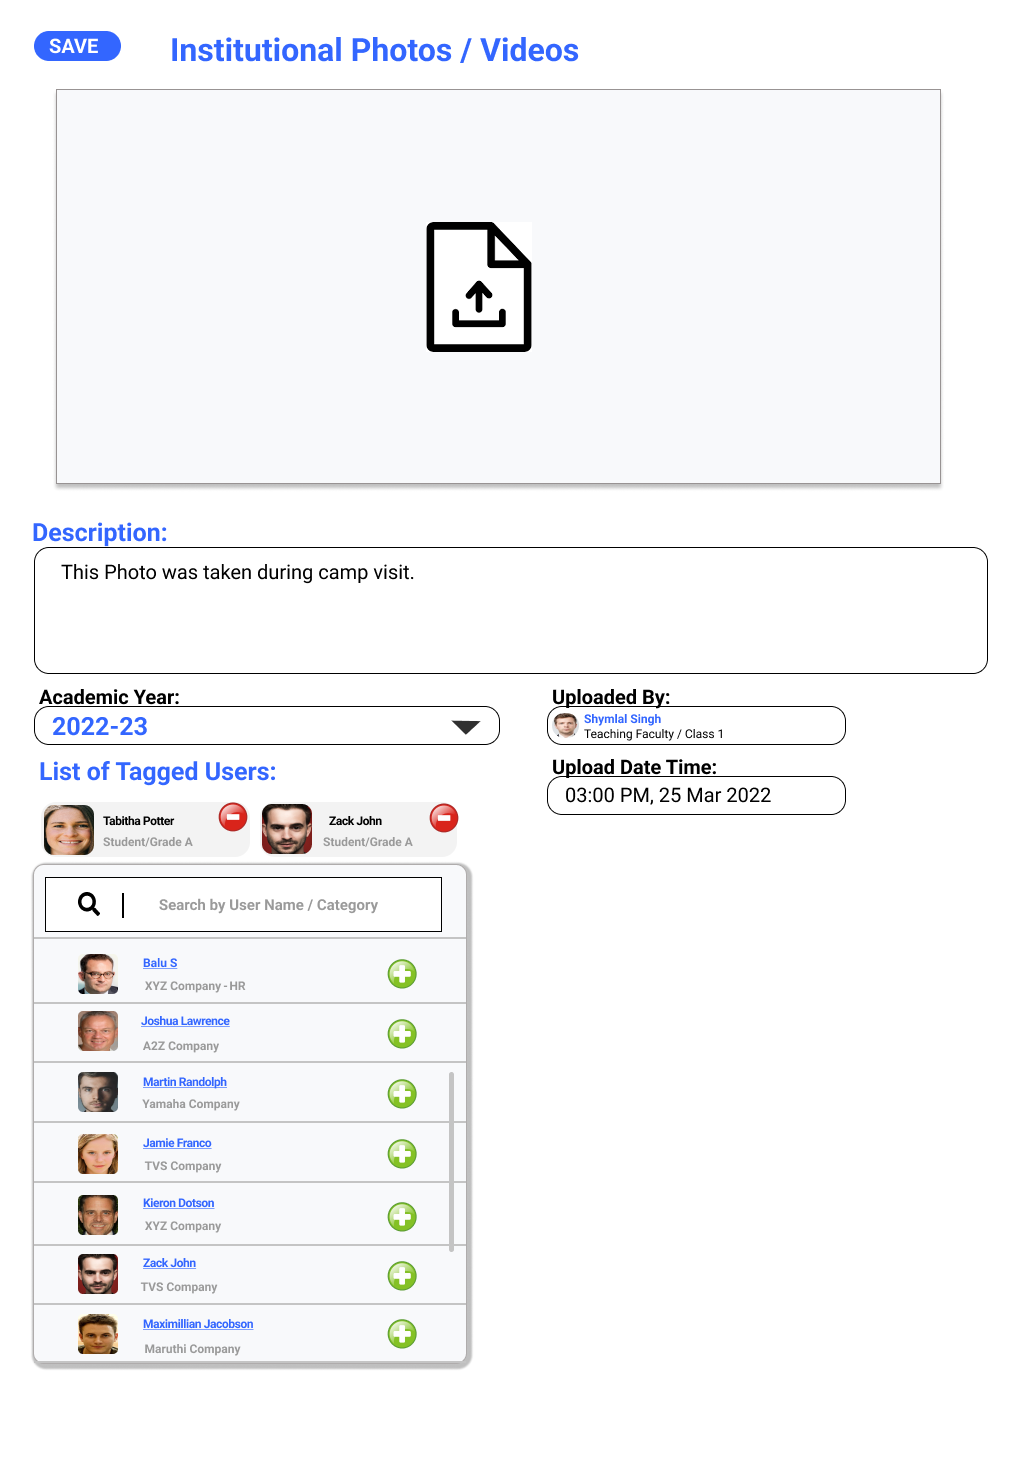 SAVE
Institutional Photos / Videos
Description:
This Photo was taken during camp visit.
Academic Year:
2022-23
Uploaded By:
Shymlal Singh
Teaching Faculty / Class 1
List of Tagged Users:
Upload Date Time:
03:00 PM, 25 Mar 2022
Tabitha Potter
Student/Grade A
Zack John
Student/Grade A
Search by User Name / Category
Balu S
XYZ Company - HR
Joshua Lawrence
A2Z Company
Martin Randolph
Yamaha Company
Jamie Franco
TVS Company
Kieron Dotson
XYZ Company
Zack John
TVS Company
Maximillian Jacobson
Maruthi Company